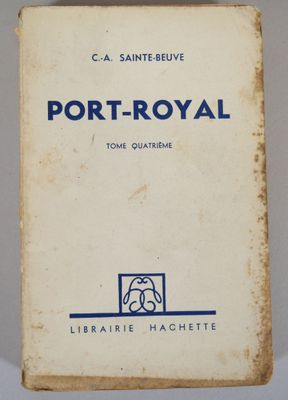 C.-A. SAINTE-BEUVE
PORT-ROYAL
TOME QUATRIÈME
LIBRAIRIE HACHETTE